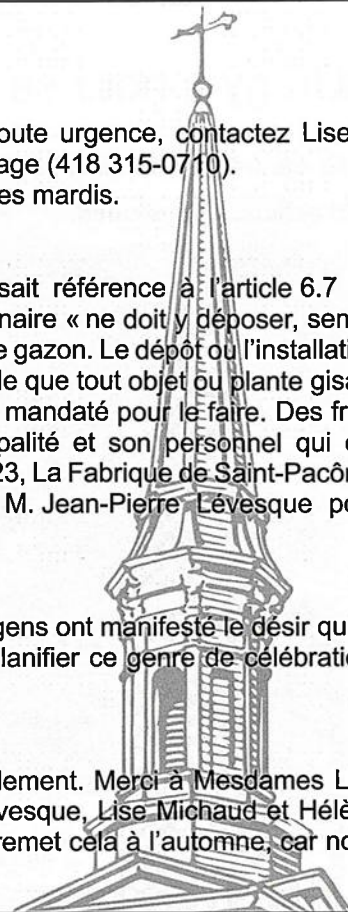 oute urgence, contactez Lise
age (418 315-0710).
es mardis.
sait référence à l'article 6.7
naire « ne doit y déposer, sem
e gazon. Le dépôt ou l'installati
le que tout objet ou plante gisa
mandaté pour le faire. Des fr
palité et son personnel qui
23, La Fabrique de Saint-Pacôm
M. Jean-Pierre Lévesque po
gens ont manifesté le désir qu
lanifier ce genre de célébratio
lement. Merci à Mesdames L
vesque, Lise Michaud et Hélè
remet cela à l'automne, car no